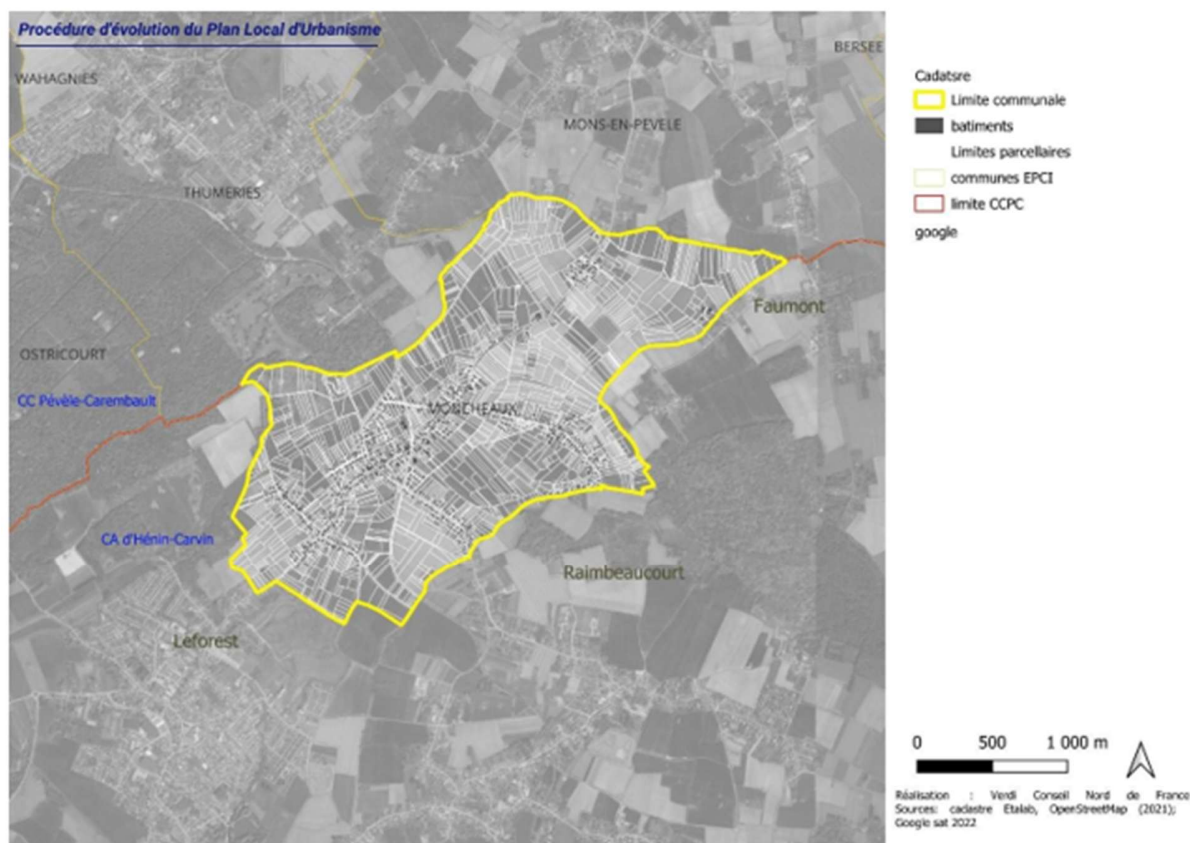 Procédure d'évolution du Plan Local d'Urbanisme
BERSEE
WAHAGNIES
MONS-EN-PEVELE
THUMERIES
Faumont
OSTRICOURT
CC Pévèle-Carembault
MONCHEAUX
CA d'Hénin-Carvin
Raimbeaucourt
Leforest
Cadatsre
Limite communale
batiments
Limites parcellaires
communes EPCI
limite CCPC
google
0 500 1 000 m
Réalisation : Verdi Conseil Nord de France
Sources: cadastre Etalab, OpenStreetMap (2021);
Google sat 2022